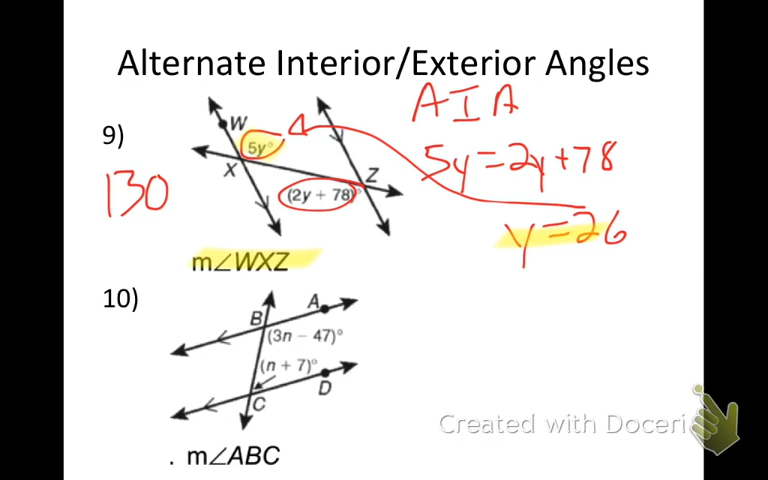 Alternate Interior/Exterior Angles
A I A
9)
W
5y°
X
Z
(2y + 78)°
5y = 2y + 78
130
y = 26
m∠WXZ
10)
A
B
(3n − 47)°
(n + 7)°
D
C
. m∠ABC
Created with Doceri